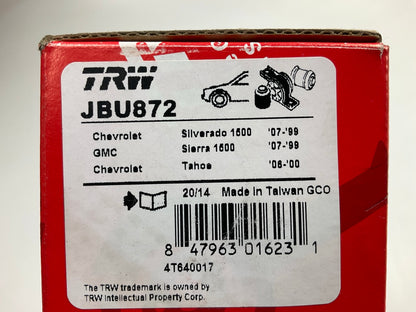 TRW
JBU872
Chevrolet Silverado 1500 '07-'99
GMC Sierra 1500 '07-'99
Chevrolet Tahoe '06-'00
20/14 Made in Taiwan GCO
8 47963 01623 1
4T640017
The TRW trademark is owned by
TRW Intellectual Property Corp.